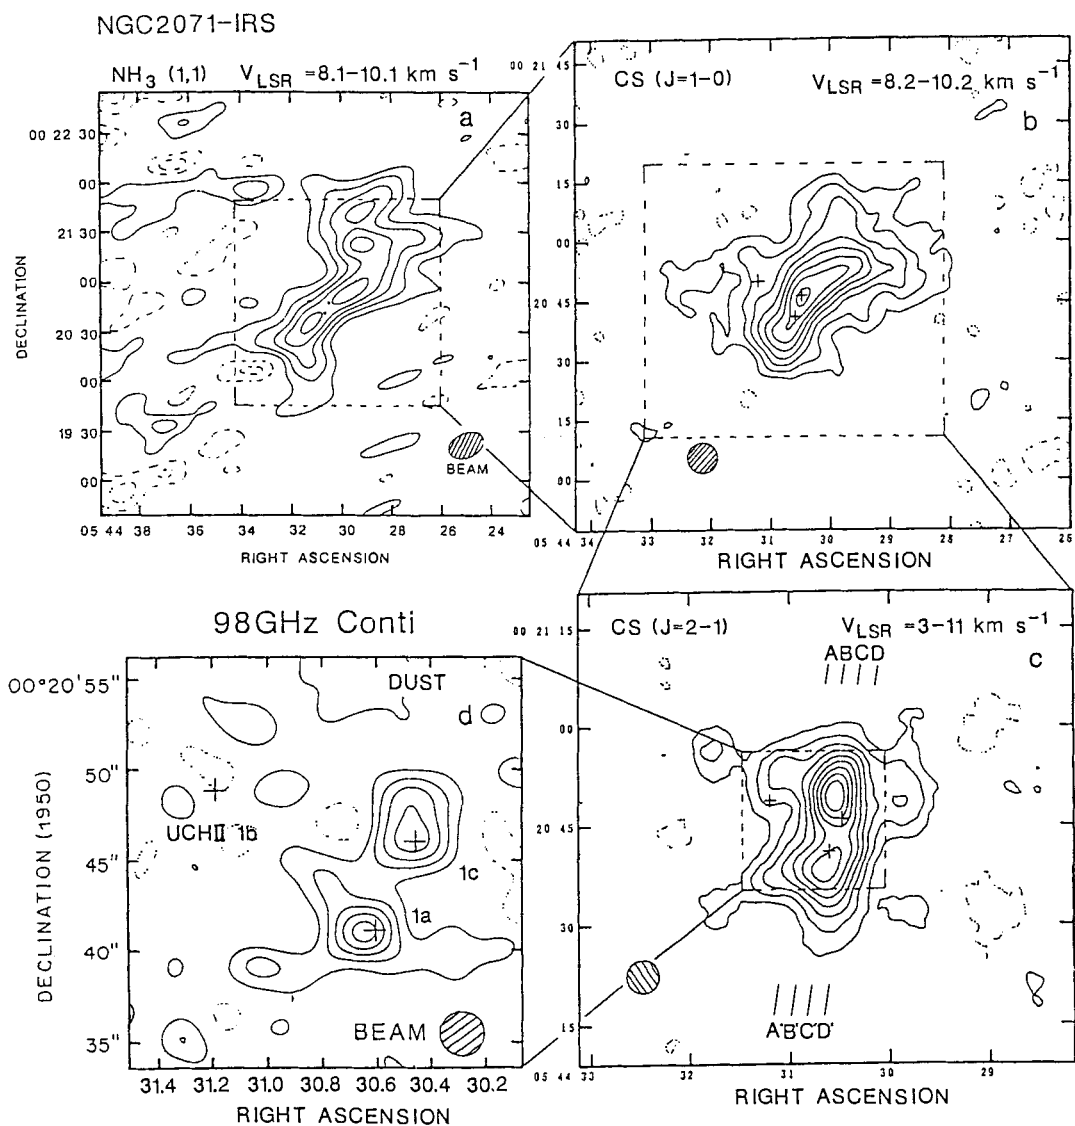 NGC2071-IRS
NH3 (1,1) VLSR =8.1-10.1 km s-1
a
DECLINATION
00 22 30
00
21 30
00
20 30
00
19 30
00
BEAM
05 44 38 36 34 32 30 28 26 24
RIGHT ASCENSION
CS (J=1-0) VLSR =8.2-10.2 km s-1
b
00 21 45
30
15
00
20 45
30
15
00
05 44 34 33 32 31 30 29 28 27 26
RIGHT ASCENSION
98GHz Conti
DUST
d
DECLINATION (1950)
00°20'55"
50"
45"
40"
35"
UCHII 1b
1c
1a
BEAM
31.4 31.2 31.0 30.8 30.6 30.4 30.2
RIGHT ASCENSION
CS (J=2-1) VLSR =3-11 km s-1
c
ABCD
00 21 15
00
20 45
30
15
A'B'C'D'
05 44 33 32 31 30 29
RIGHT ASCENSION